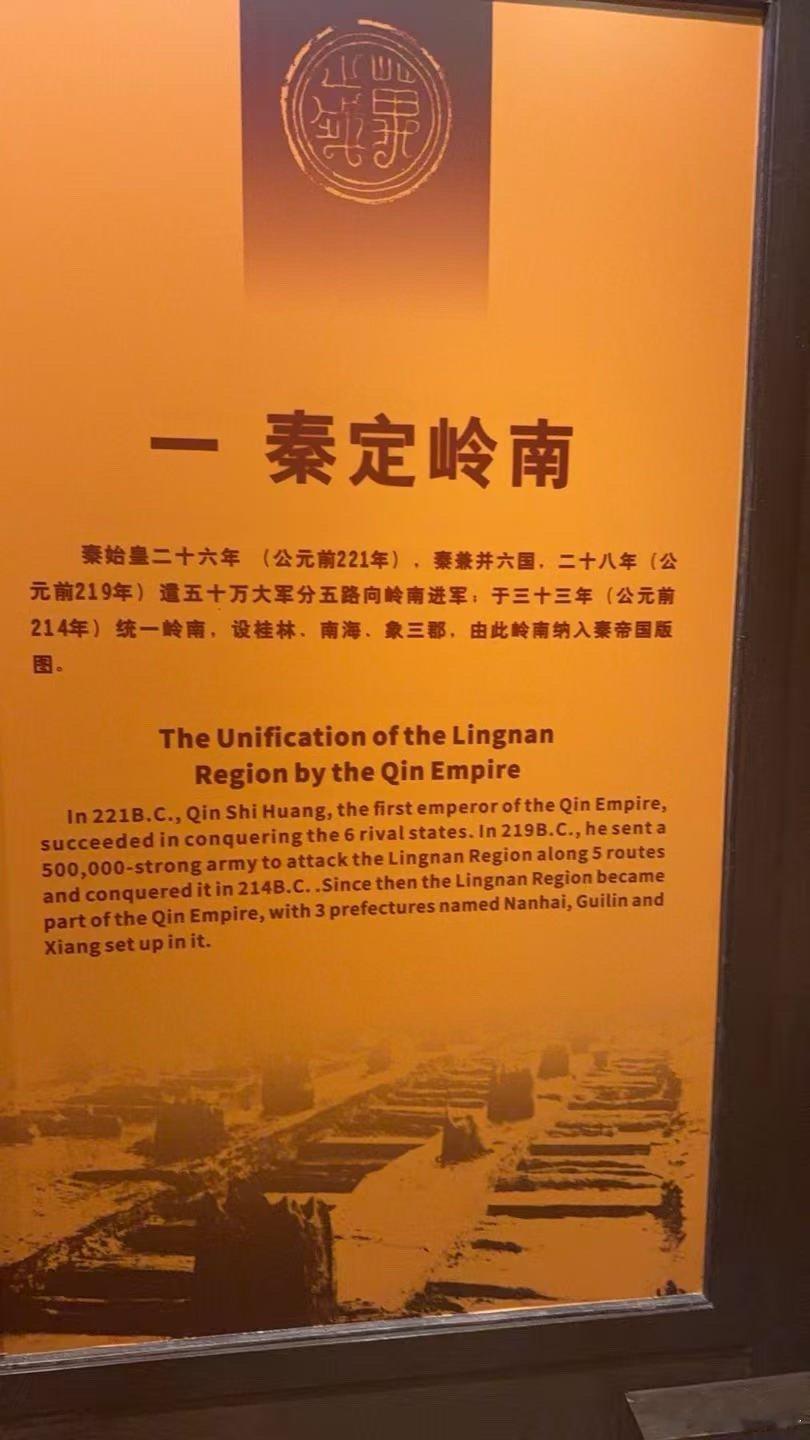 一 秦定岭南
秦始皇二十六年 （公元前221年），秦兼并六国，二十八年（公
元前219年）遣五十万大军分五路向岭南进军；于三十三年（公元前
214年）统一岭南，设桂林、南海、象三郡，由此岭南纳入秦帝国版
图。
The Unification of the Lingnan
Region by the Qin Empire
In 221B.C., Qin Shi Huang, the first emperor of the Qin Empire,
succeeded in conquering the 6 rival states. In 219B.C., he sent a
500,000-strong army to attack the Lingnan Region along 5 routes
and conquered it in 214B.C. .Since then the Lingnan Region became
part of the Qin Empire, with 3 prefectures named Nanhai, Guilin and
Xiang set up in it.